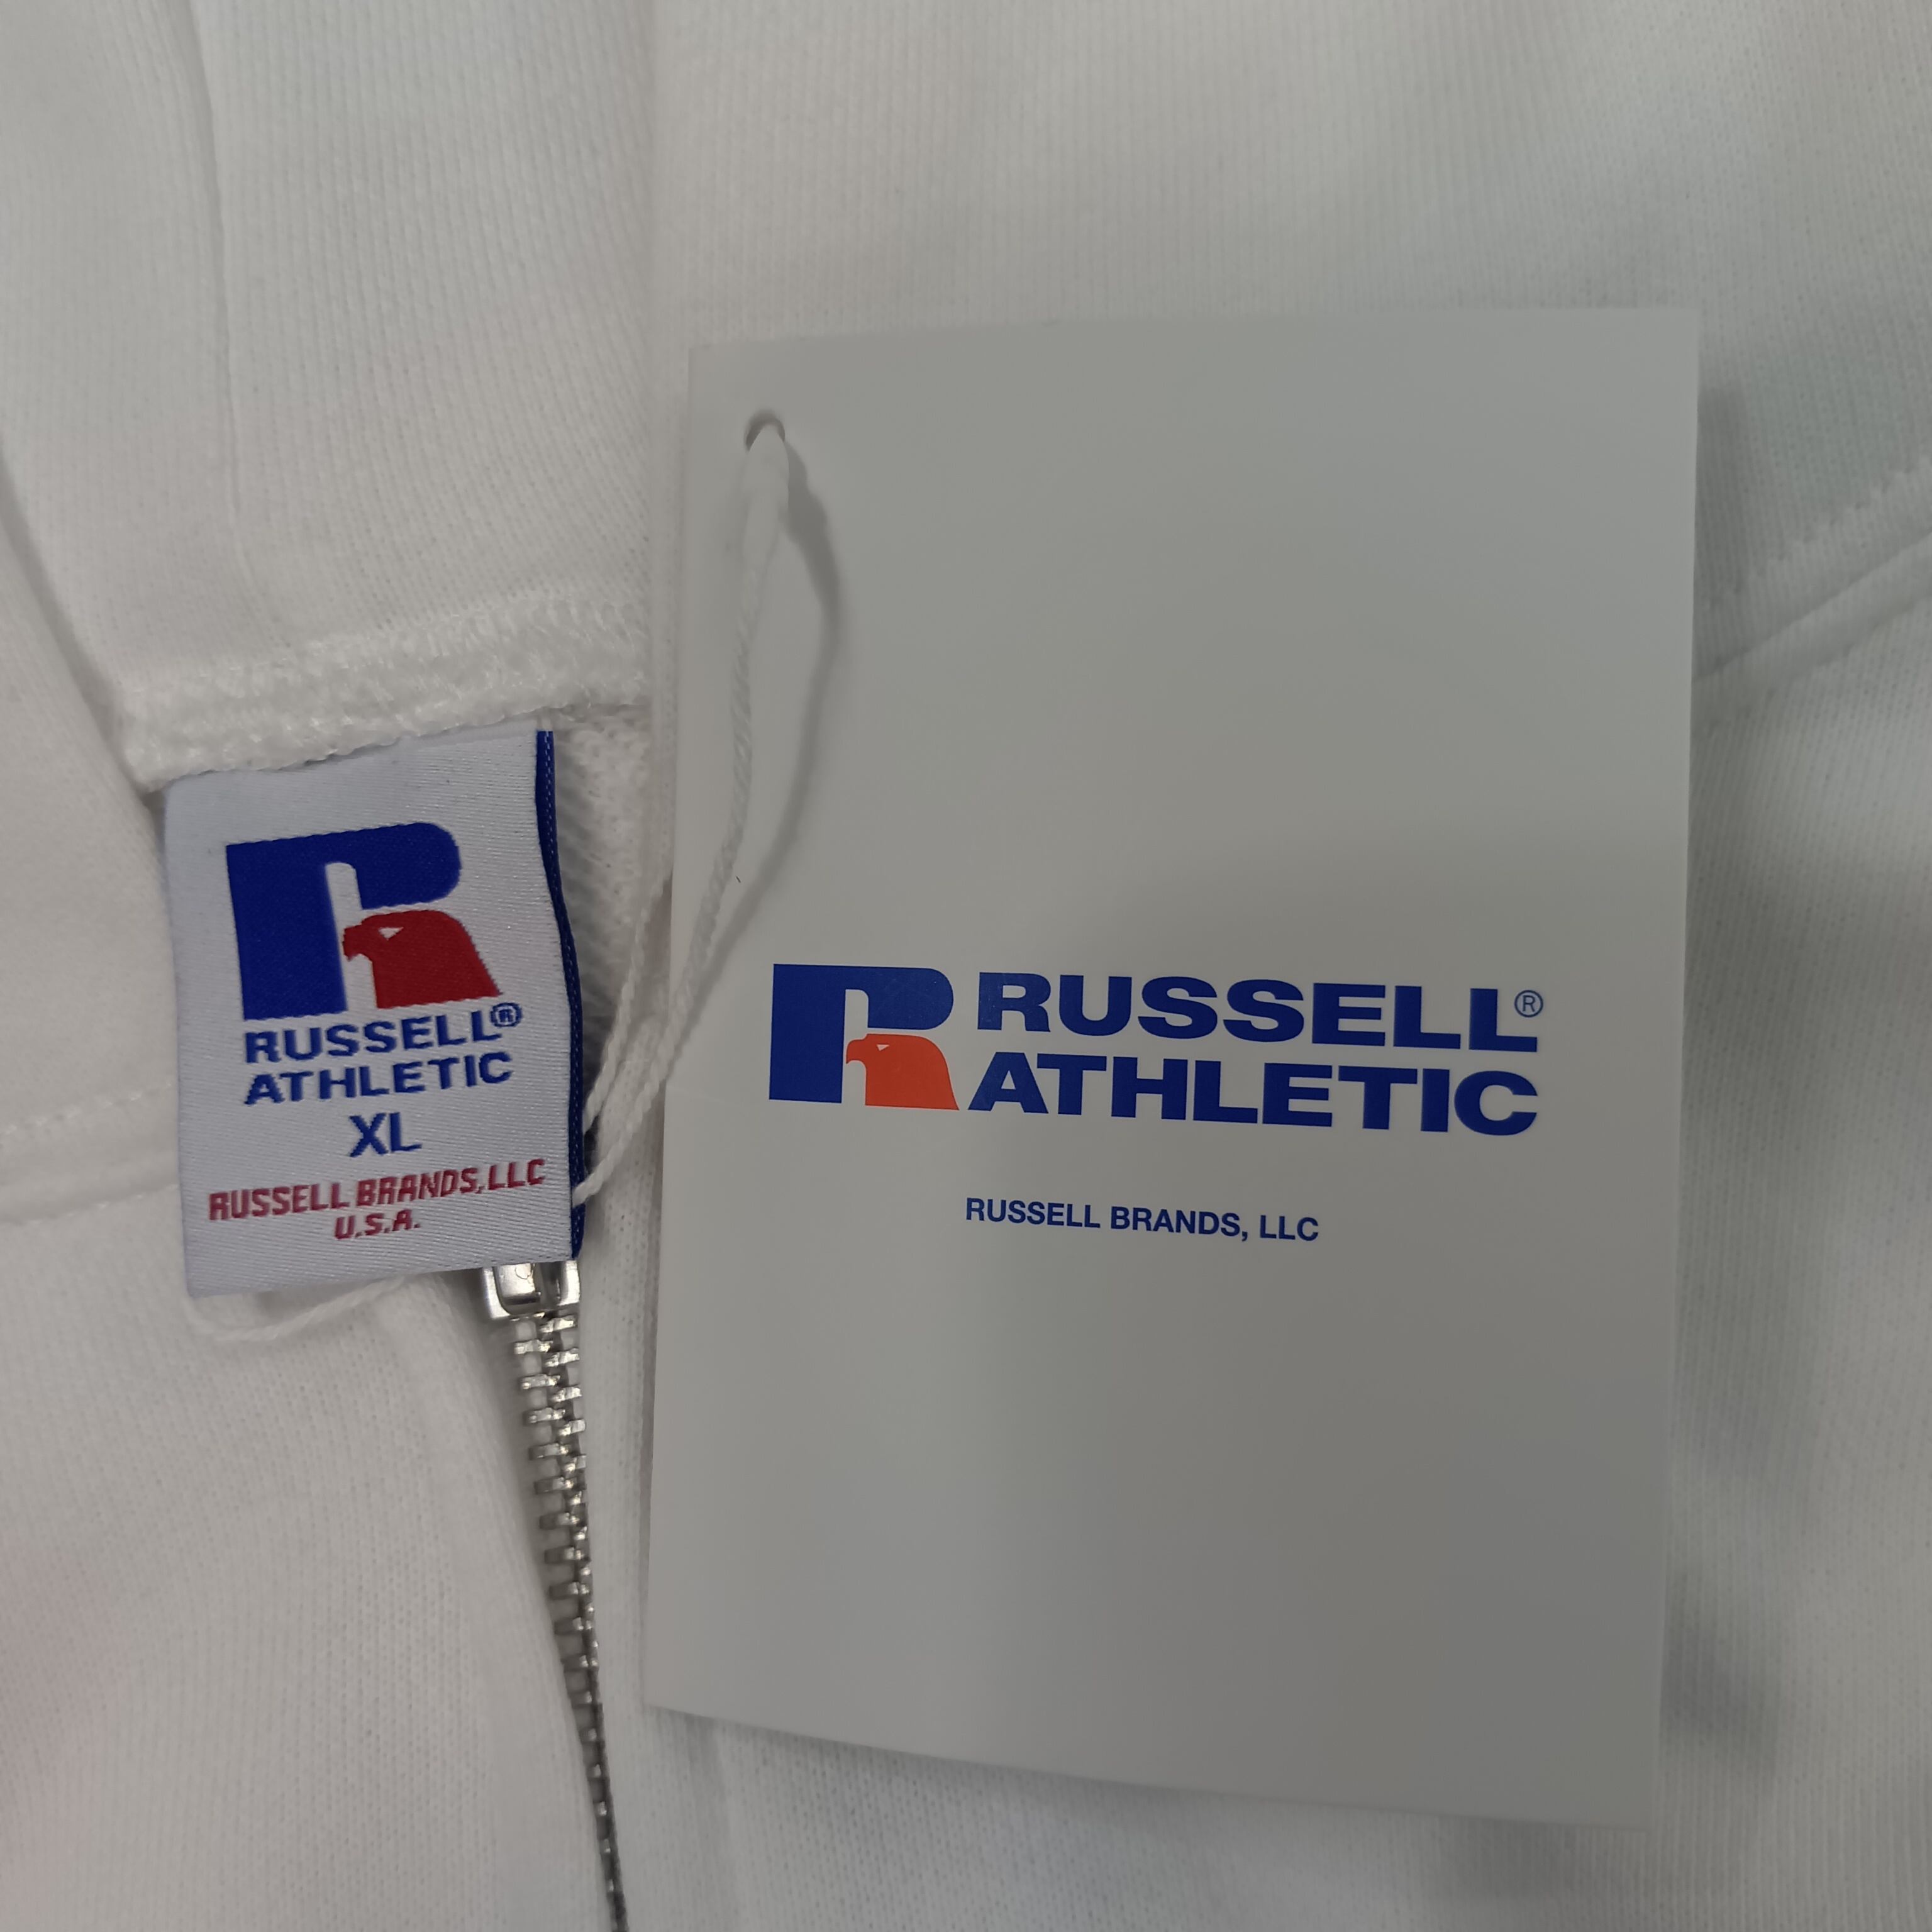 RUSSELL®
ATHLETIC
XL
RUSSELL BRANDS, LLC
U.S.A.
RUSSELL®
ATHLETIC
RUSSELL BRANDS, LLC